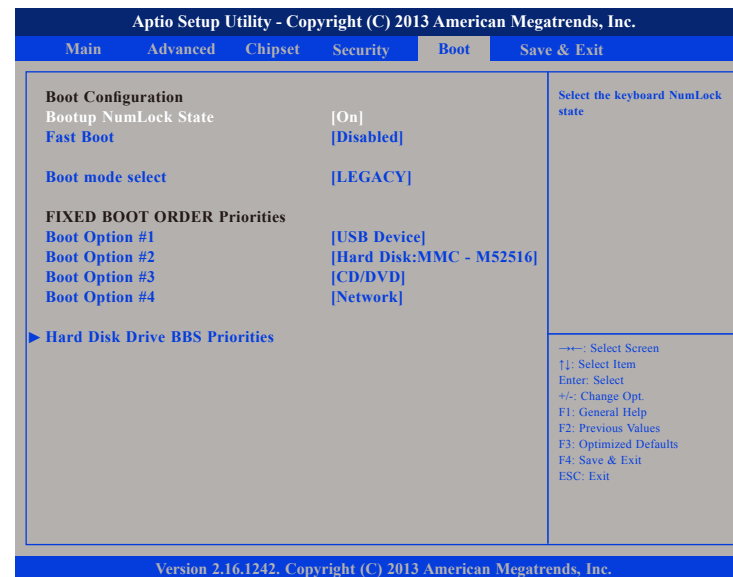 Aptio Setup Utility - Copyright (C) 2013 American Megatrends, Inc.
Main Advanced Chipset Security Boot Save & Exit
Boot Configuration
Bootup NumLock State [On]
Fast Boot [Disabled]
Boot mode select [LEGACY]
FIXED BOOT ORDER Priorities
Boot Option #1 [USB Device]
Boot Option #2 [Hard Disk:MMC - M52516]
Boot Option #3 [CD/DVD]
Boot Option #4 [Network]
▶ Hard Disk Drive BBS Priorities
Select the keyboard NumLock
state
→←: Select Screen
↑↓: Select Item
Enter: Select
+/-: Change Opt.
F1: General Help
F2: Previous Values
F3: Optimized Defaults
F4: Save & Exit
ESC: Exit
Version 2.16.1242. Copyright (C) 2013 American Megatrends, Inc.